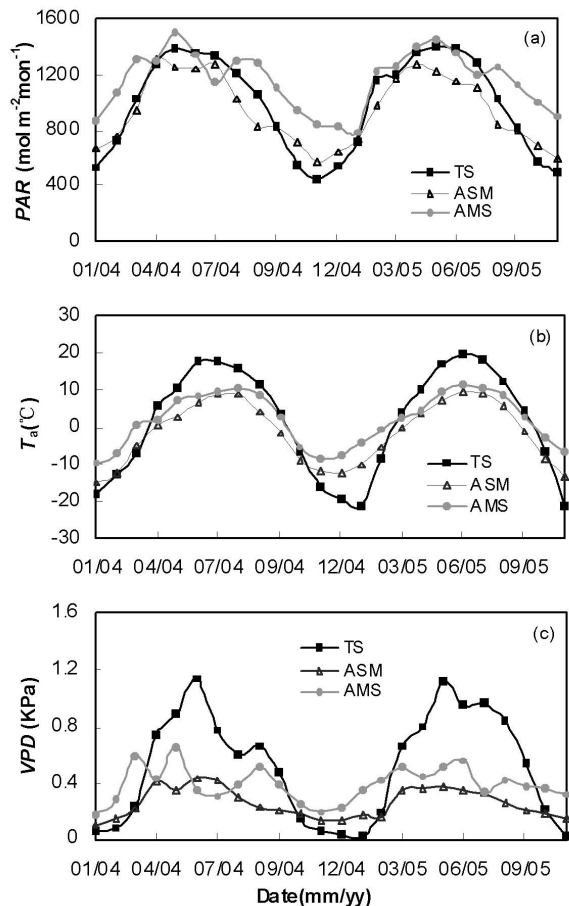 (a)
PAR (mol m⁻²mon⁻¹)
1600
1200
800
400
0
TS
ASM
AMS
01/04 04/04 07/04 09/04 12/04 03/05 06/05 09/05
(b)
Tₐ(℃)
30
20
10
0
-10
-20
-30
TS
ASM
AMS
01/04 04/04 07/04 09/04 12/04 03/05 06/05 09/05
(c)
VPD (KPa)
1.6
1.2
0.8
0.4
0
TS
ASM
AMS
01/04 04/04 07/04 09/04 12/04 03/05 06/05 09/05
Date(mm/yy)